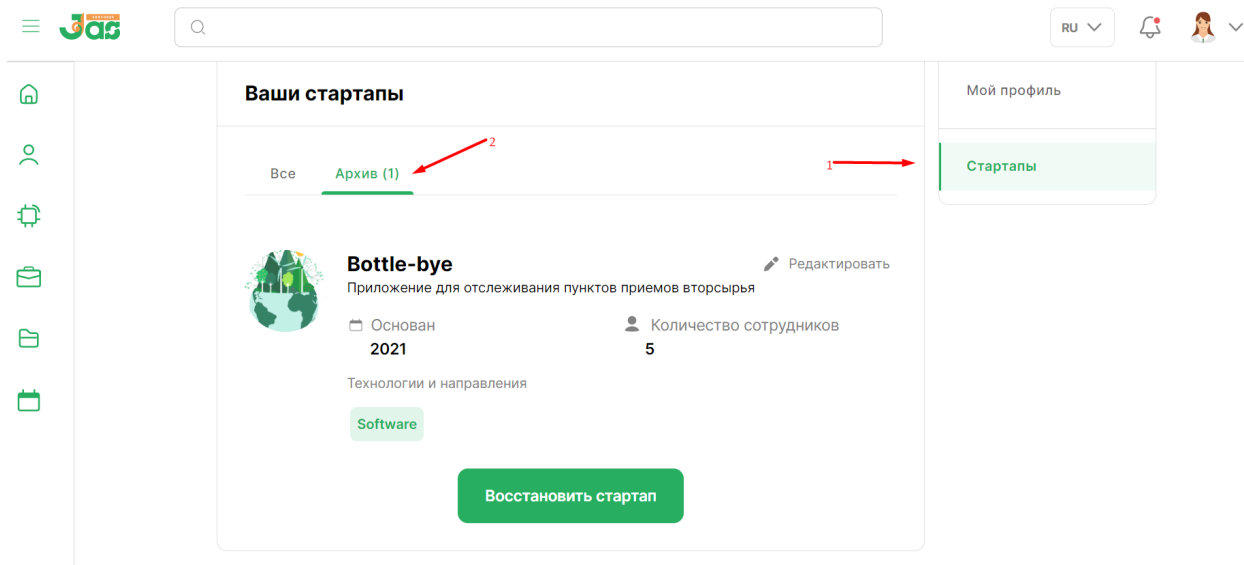 Jas
RU
Ваши стартапы
Мой профиль
2
Все
Архив (1)
1
Стартапы
Bottle-bye
Редактировать
Приложение для отслеживания пунктов приемов вторсырья
Основан
Количество сотрудников
2021
5
Технологии и направления
Software
Восстановить стартап